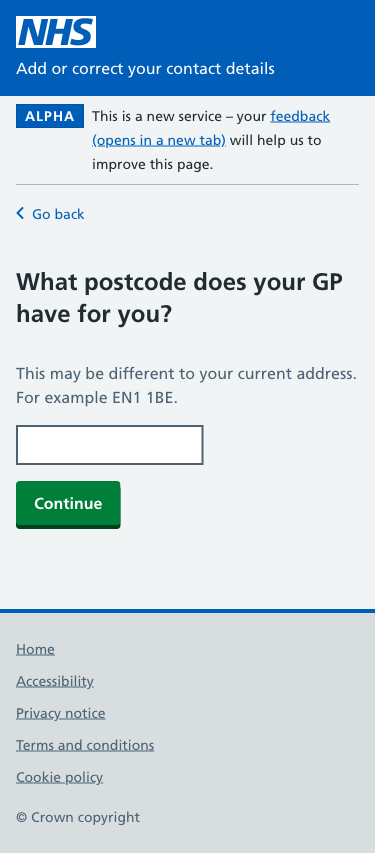 NHS
Add or correct your contact details
ALPHA This is a new service – your feedback
(opens in a new tab) will help us to
improve this page.
Go back
What postcode does your GP
have for you?
This may be different to your current address.
For example EN1 1BE.
Continue
Home
Accessibility
Privacy notice
Terms and conditions
Cookie policy
© Crown copyright